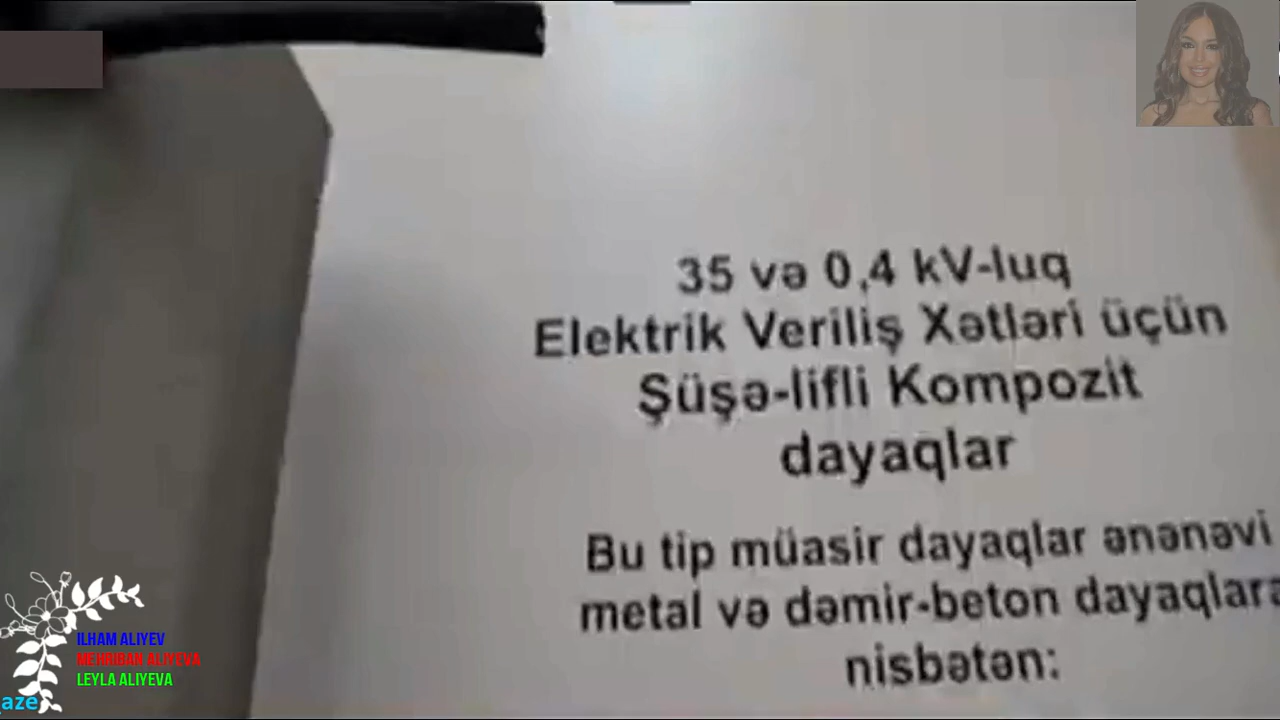 35 və 0,4 kV-luq
Elektrik Veriliş Xətləri üçün
Şüşə-lifli Kompozit
dayaqlar
Bu tip müasir dayaqlar ənənəvi
metal və dəmir-beton dayaqlara
nisbətən:
ILHAM ALIYEV
MEHRIBAN ALIYEVA
LEYLA ALIYEVA
aze